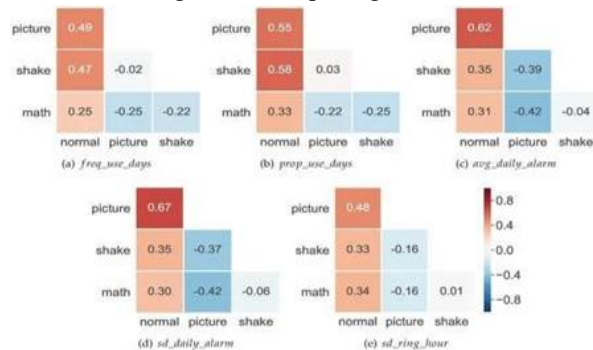 picture 0.49
shake 0.47 -0.02
math 0.25 -0.25 -0.22
normal picture shake
(a) freq_use_days
picture 0.55
shake 0.58 0.03
math 0.33 -0.22 -0.25
normal picture shake
(b) prop_use_days
picture 0.62
shake 0.35 -0.39
math 0.31 -0.42 -0.04
normal picture shake
(c) avg_daily_alarm
picture 0.67
shake 0.35 -0.37
math 0.30 -0.42 -0.06
normal picture shake
(d) sd_daily_alarm
picture 0.48
shake 0.33 -0.16
math 0.34 -0.16 0.01
normal picture shake
(e) sd_ring_hour
0.8
0.4
0.0
-0.4
-0.8